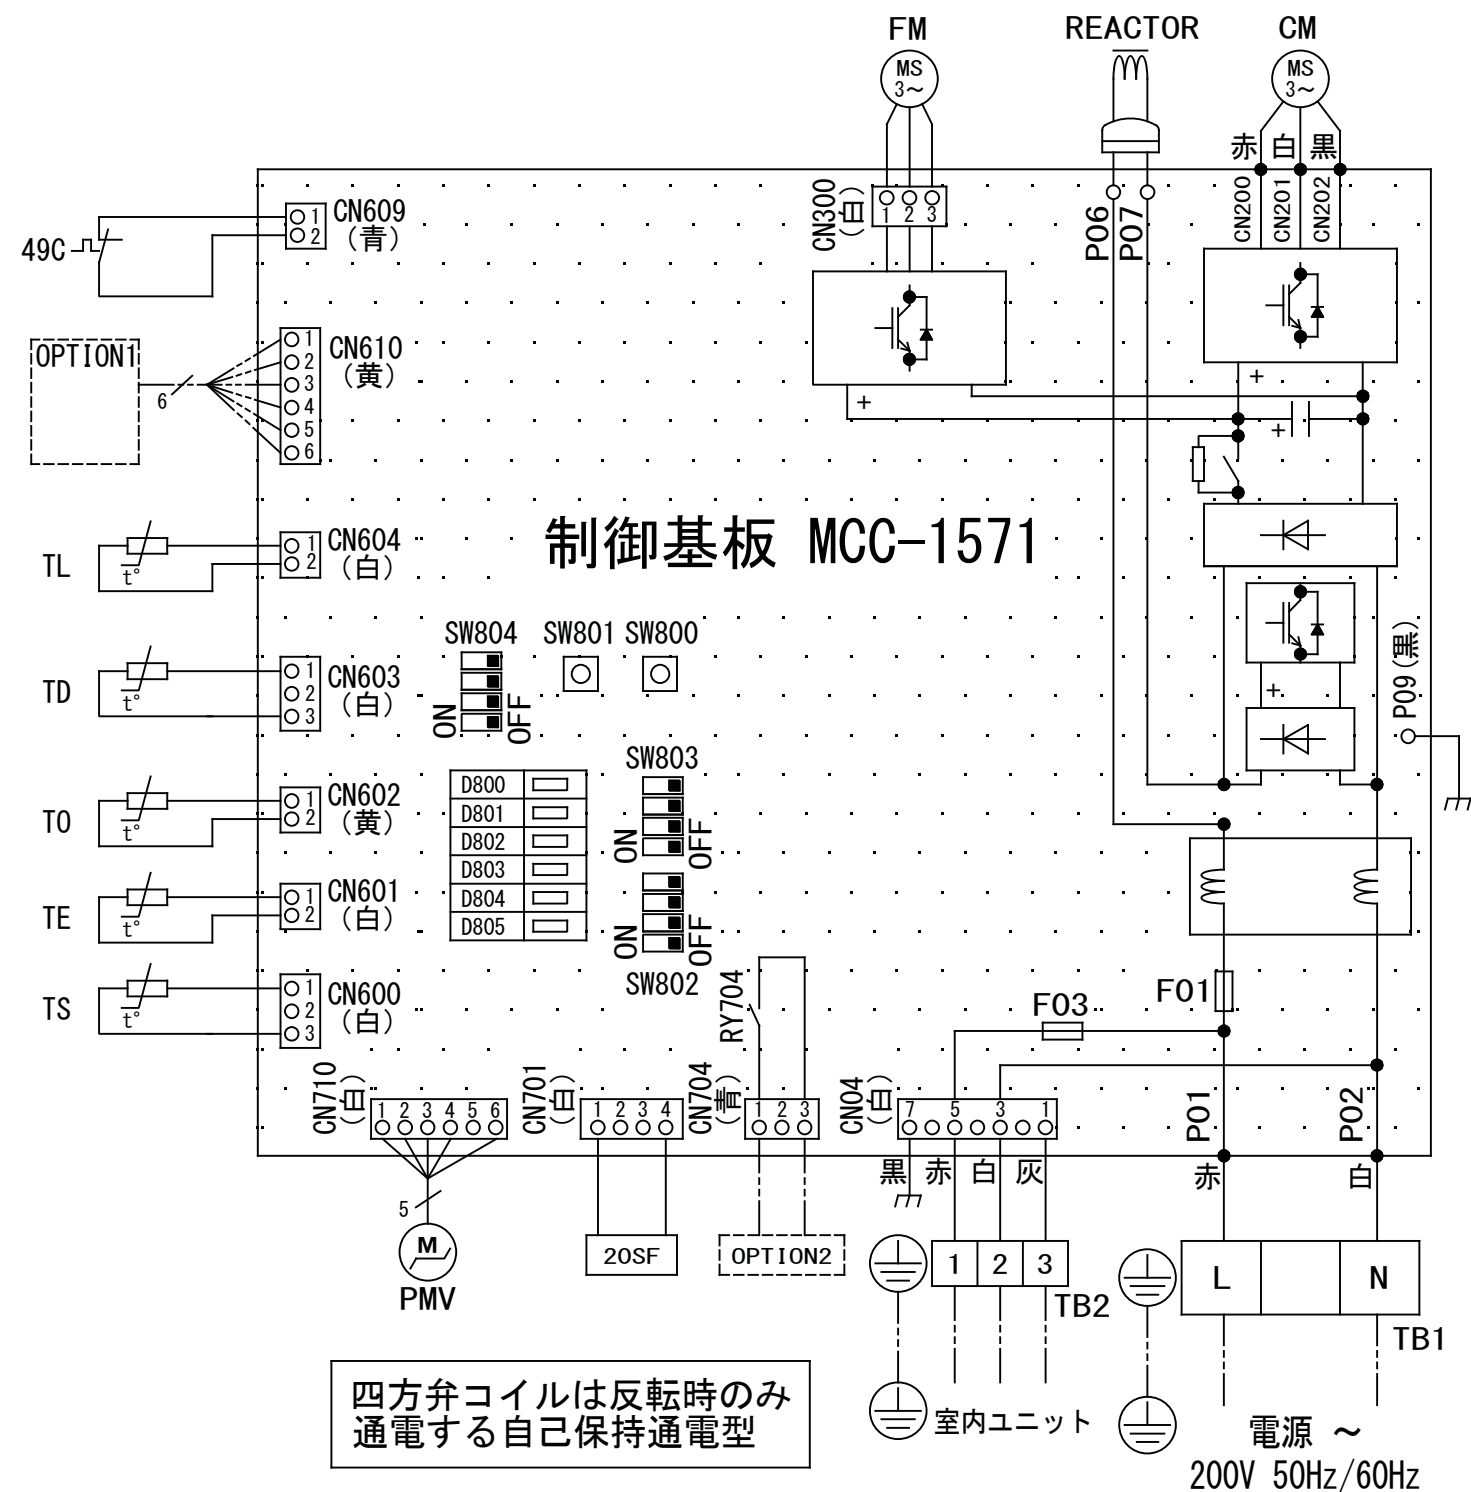 FM
REACTOR
CM
MS
3～
MS
3～
赤 白 黒
CN200
CN201
CN202
CN300
(白)
1 2 3
P06
P07
49C
1
2
CN609
(青)
OPTION1
6
1
2
3
4
5
6
CN610
(黄)
+
+
+
制御基板 MCC-1571
TL
t°
1
2
CN604
(白)
SW804
SW801
SW800
ON
OFF
TD
t°
1
2
3
CN603
(白)
+
P09(黒)
SW803
ON
OFF
D800
D801
D802
D803
D804
D805
TO
t°
1
2
CN602
(黄)
TE
t°
1
2
CN601
(白)
ON
OFF
SW802
TS
t°
1
2
3
CN600
(白)
RY704
F03
F01
CN710
(白)
1 2 3 4 5 6
CN701
(白)
1 2 3 4
CN704
(青)
1 2 3
CN04
(白)
7 5 3 1
P01
P02
黒 赤 白 灰
赤
白
5
M
PMV
20SF
OPTION2
1 2 3
TB2
L
N
TB1
四方弁コイルは反転時のみ
通電する自己保持通電型
室内ユニット
電源 ～
200V 50Hz/60Hz